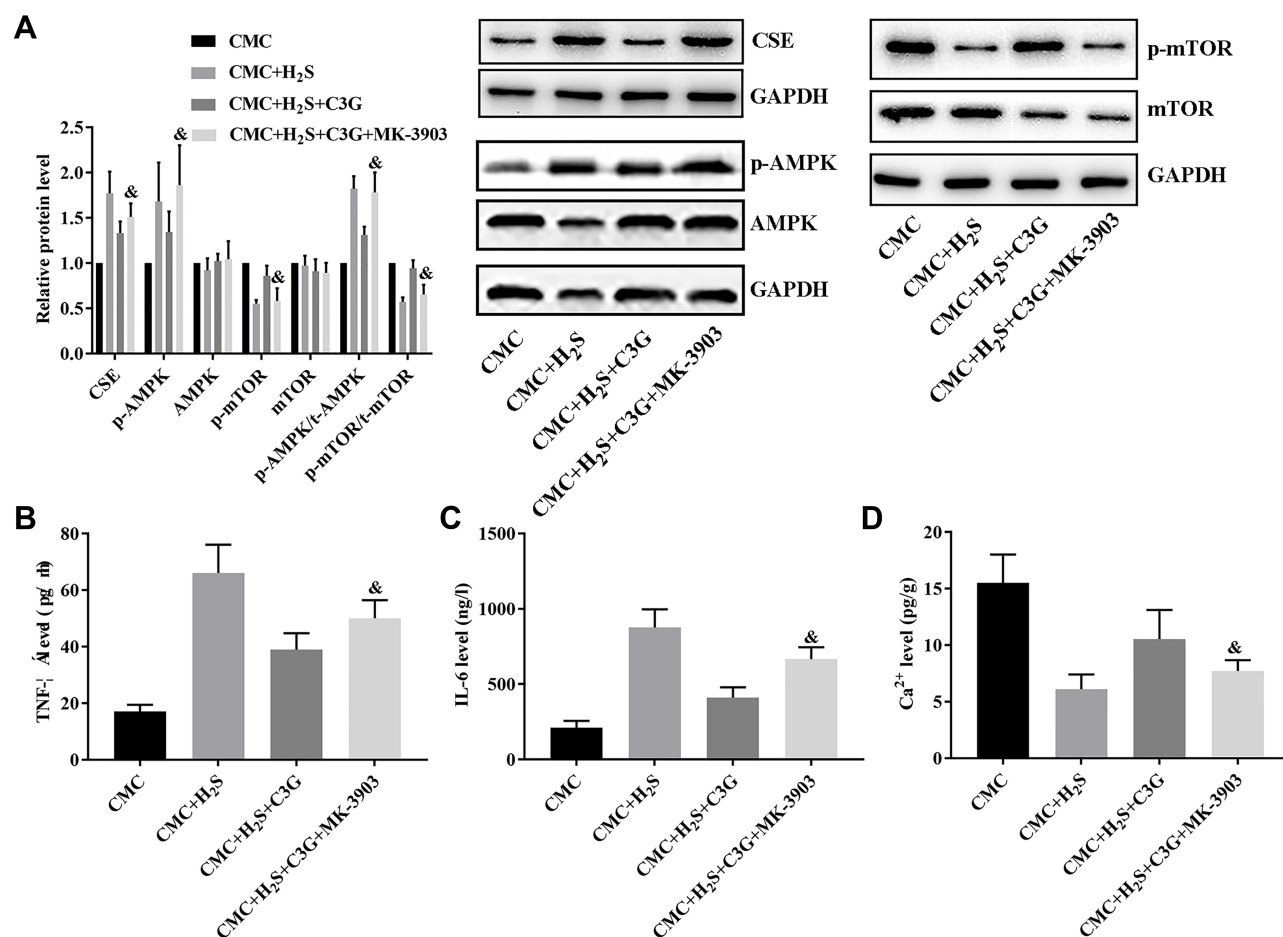 A
CMC
CMC+H₂S
CMC+H₂S+C3G
CMC+H₂S+C3G+MK-3903
Relative protein level
2.5
2.0
1.5
1.0
0.5
0.0
&
&
&
&
&
CSE
p-AMPK
AMPK
p-mTOR
mTOR
p-AMPK/t-AMPK
p-mTOR/t-mTOR
CSE
GAPDH
p-AMPK
AMPK
GAPDH
CMC
CMC+H₂S
CMC+H₂S+C3G
CMC+H₂S+C3G+MK-3903
p-mTOR
mTOR
GAPDH
CMC
CMC+H₂S
CMC+H₂S+C3G
CMC+H₂S+C3G+MK-3903
B
TNF-¦Á level (pg/ml)
80
60
40
20
0
&
CMC
CMC+H₂S
CMC+H₂S+C3G
CMC+H₂S+C3G+MK-3903
C
IL-6 level (ng/l)
1500
1000
500
0
&
CMC
CMC+H₂S
CMC+H₂S+C3G
CMC+H₂S+C3G+MK-3903
D
Ca²⁺ level (pg/g)
20
15
10
5
0
&
CMC
CMC+H₂S
CMC+H₂S+C3G
CMC+H₂S+C3G+MK-3903